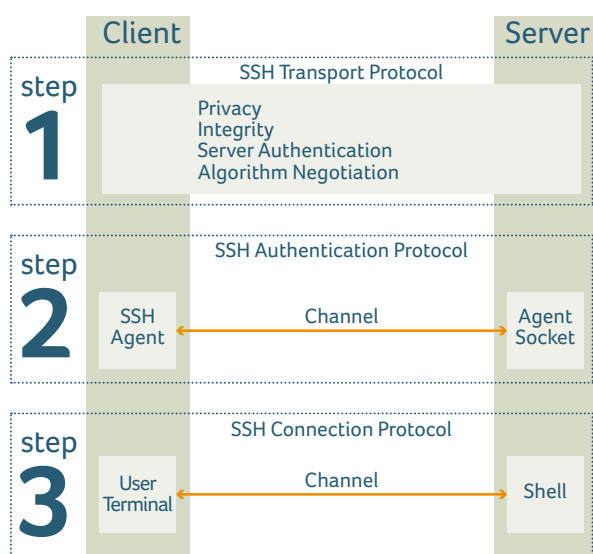 Client
Server
step
1
SSH Transport Protocol
Privacy
Integrity
Server Authentication
Algorithm Negotiation
step
2
SSH Authentication Protocol
SSH
Agent
Channel
Agent
Socket
step
3
SSH Connection Protocol
User
Terminal
Channel
Shell